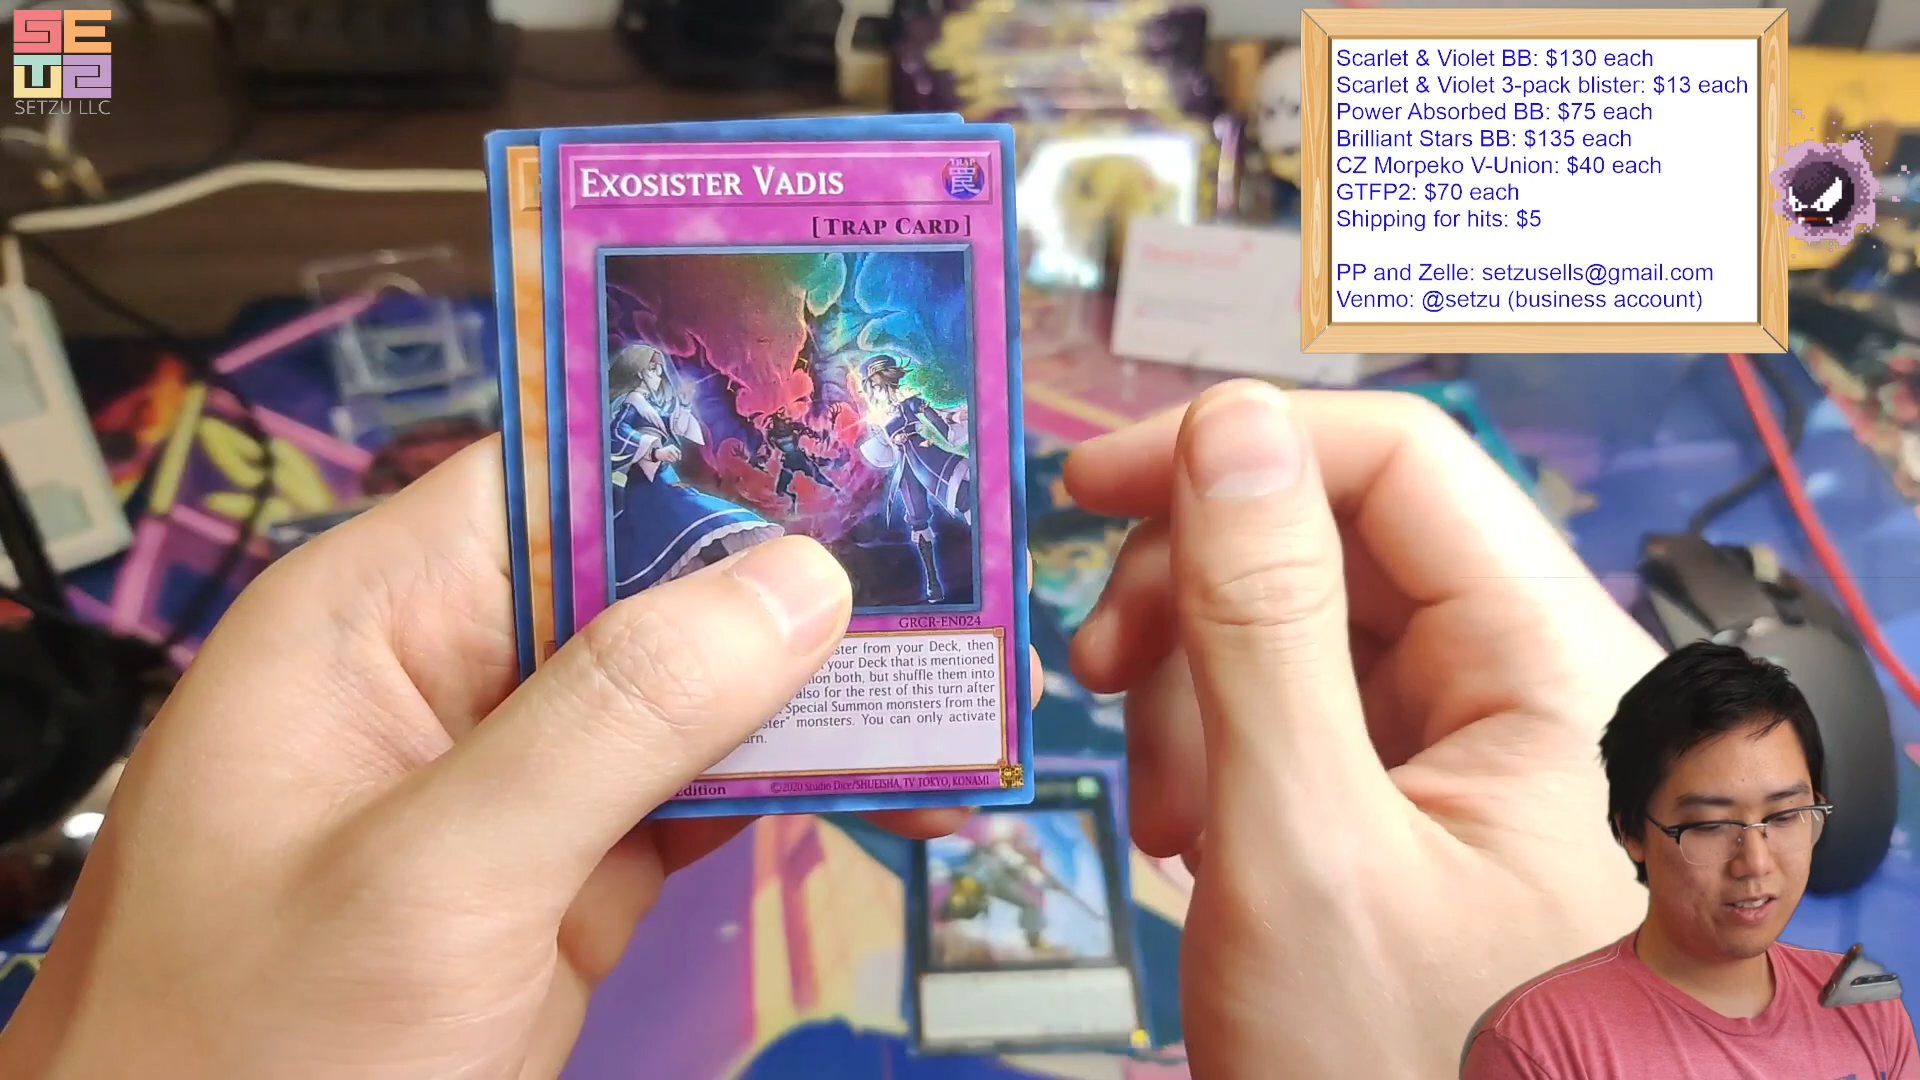 SE
TZ
SETZU LLC
Scarlet & Violet BB: $130 each
Scarlet & Violet 3-pack blister: $13 each
Power Absorbed BB: $75 each
Brilliant Stars BB: $135 each
CZ Morpeko V-Union: $40 each
GTFP2: $70 each
Shipping for hits: $5
PP and Zelle: setzusells@gmail.com
Venmo: @setzu (business account)
EXOSISTER VADIS
TRAP
罠
[TRAP CARD]
GRCR-EN024
from your Deck, then
your Deck that is mentioned
both, but shuffle them into
also for the rest of this turn after
Special Summon monsters from the
monsters. You can only activate
Edition
©2020 Studio Dice/SHUEISHA, TV TOKYO, KONAMI